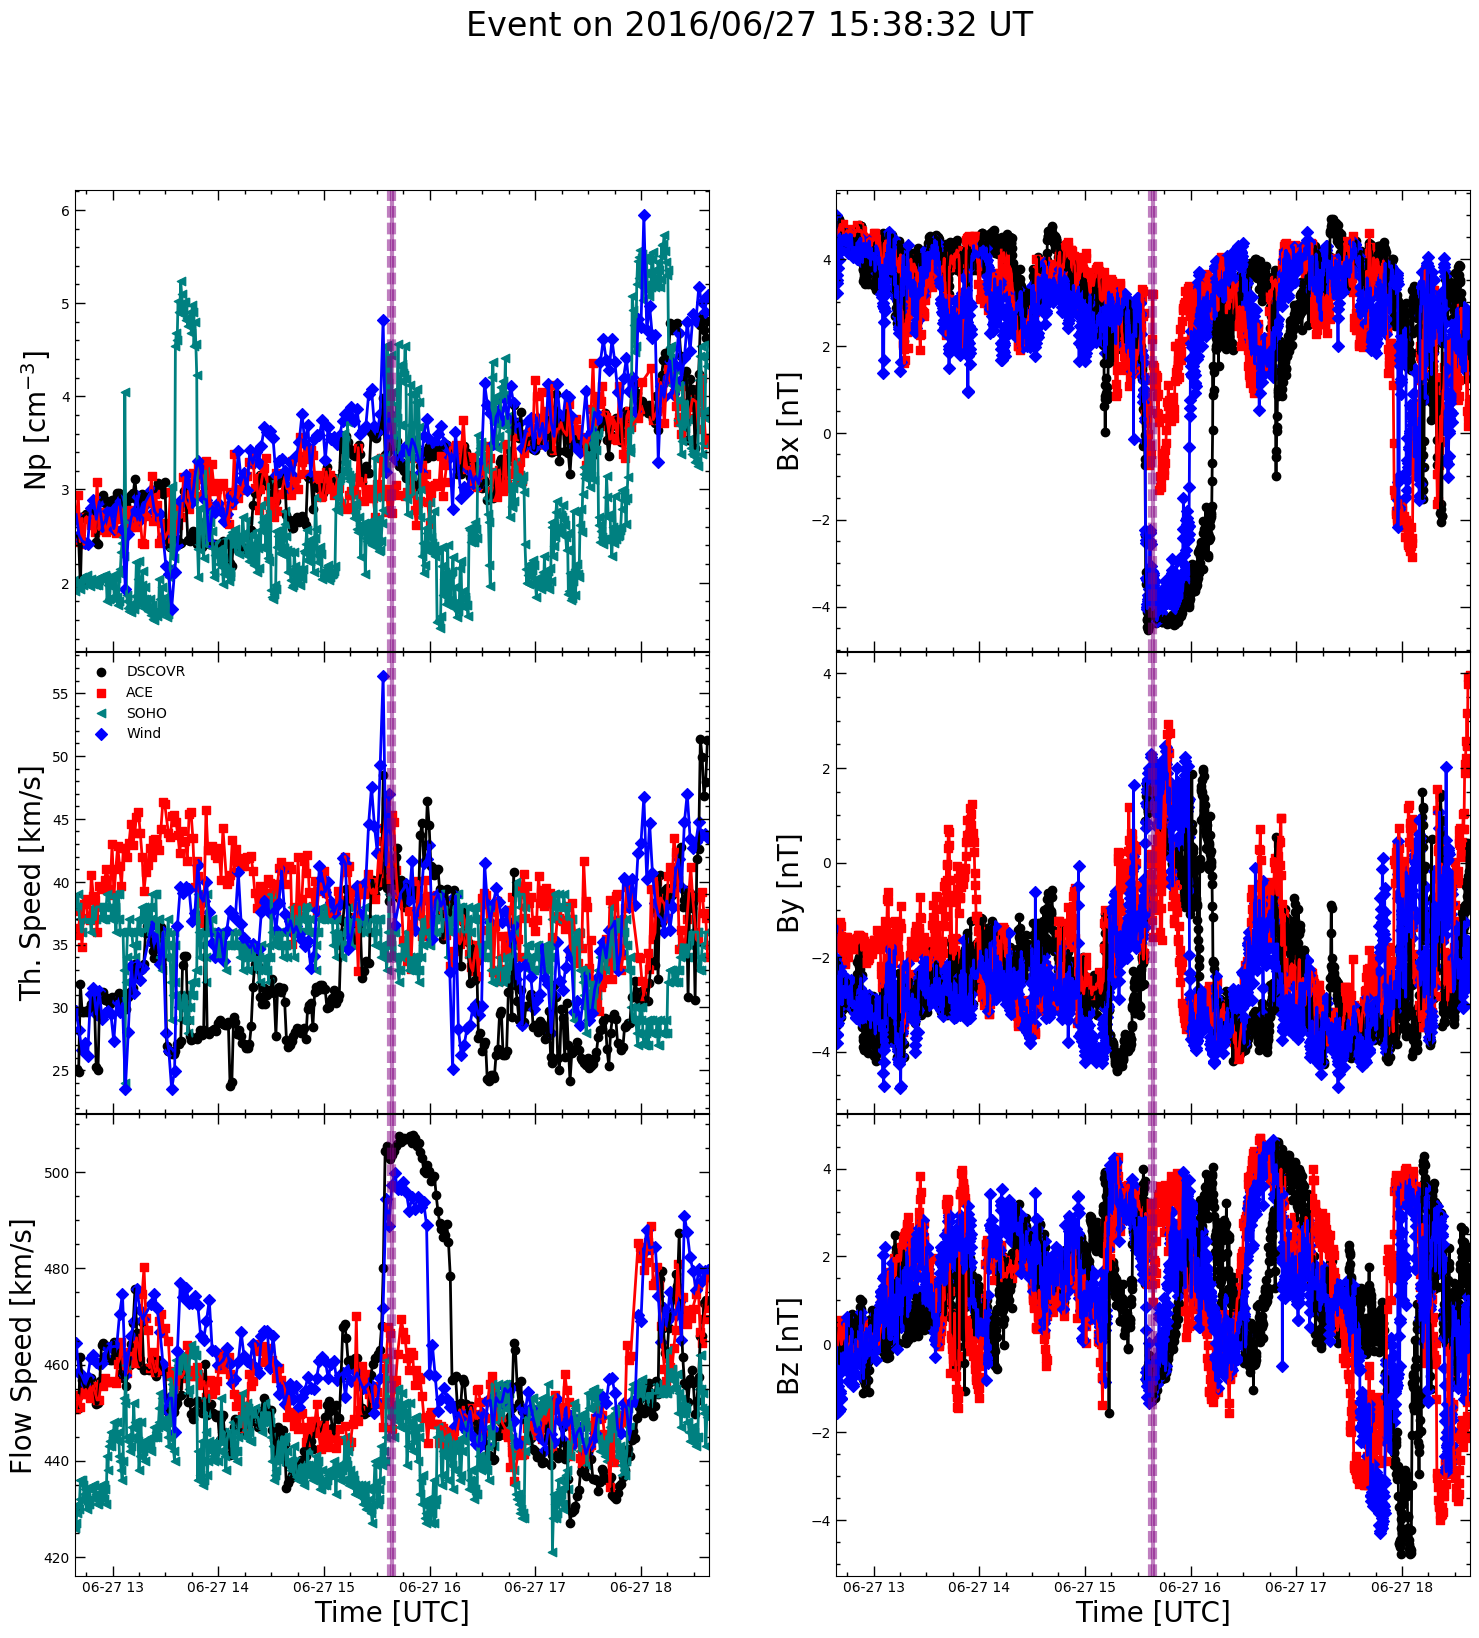 Event on 2016/06/27 15:38:32 UT
6
5
4
3
2
Np [cm⁻³]
4
2
0
−2
−4
Bx [nT]
DSCOVR
ACE
SOHO
Wind
55
50
45
40
35
30
25
Th. Speed [km/s]
4
2
0
−2
−4
By [nT]
500
480
460
440
420
Flow Speed [km/s]
4
2
0
−2
−4
Bz [nT]
06-27 13 06-27 14 06-27 15 06-27 16 06-27 17 06-27 18
Time [UTC]
06-27 13 06-27 14 06-27 15 06-27 16 06-27 17 06-27 18
Time [UTC]